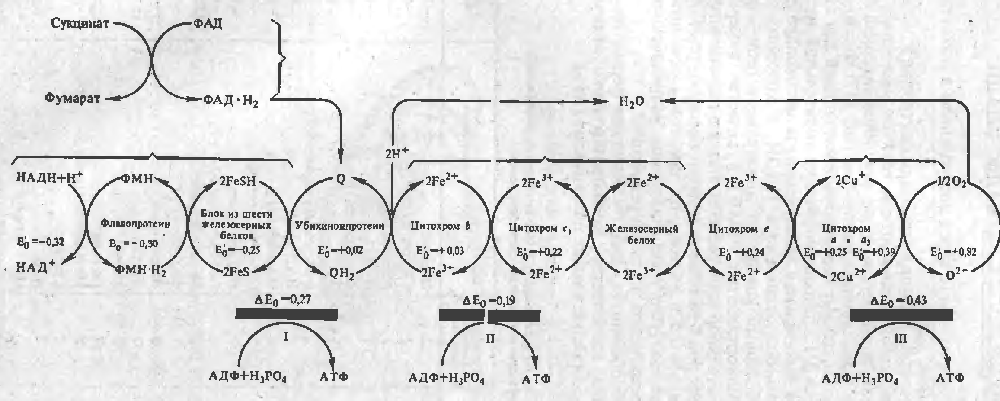 Сукцинат ФАД
Фумарат ФАД · H₂ H₂O
2H⁺
НАДН+Н⁺ ФМН 2FeSH Q 2Fe²⁺ 2Fe³⁺ 2Fe²⁺ 2Fe³⁺ 2Cu⁺ 1/2O₂
Флавопротеин
E₀=-0,30
Блок из шести
железосерных
белков
E′₀=-0,25
Убихинонпротеин
E′₀=+0,02
Цитохром b
E′₀=+0,03
Цитохром c₁
E′₀=+0,22
Железосерный
белок
Цитохром c
E′₀=+0,24
Цитохром
a · a₃
E′₀=+0,25 E′₀=+0,39
E′₀=+0,82
E′₀=-0,32
НАД⁺ ФМН·H₂ 2FeS QH₂ 2Fe³⁺ 2Fe²⁺ 2Fe³⁺ 2Fe²⁺ 2Cu²⁺ O²⁻
ΔE₀=0,27 ΔE₀=0,19 ΔE₀=0,43
I II III
АДФ+H₃PO₄ АТФ АДФ+H₃PO₄ АТФ АДФ+H₃PO₄ АТФ